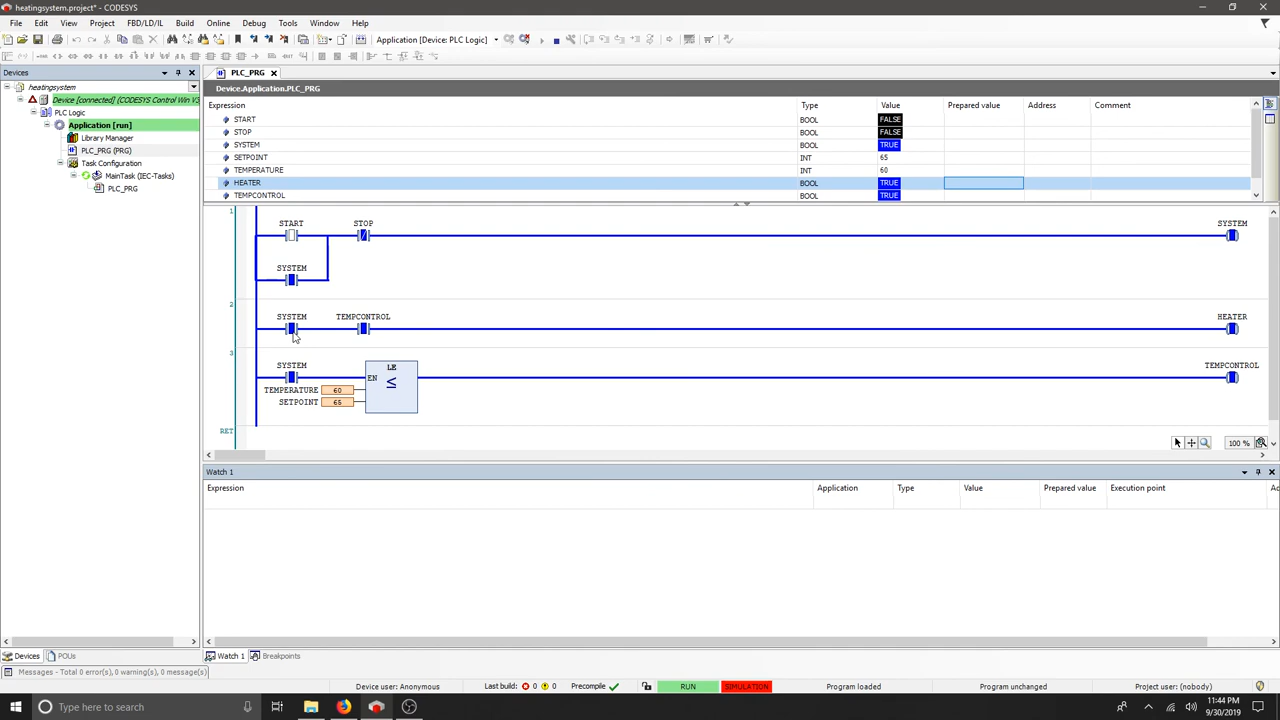 heatingsystem.project* - CODESYS
File Edit View Project FBD/LD/IL Build Online Debug Tools Window Help
Application [Device: PLC Logic]
Devices
heatingsystem
Device [connected] (CODESYS Control Win V3
PLC Logic
Application [run]
Library Manager
PLC_PRG (PRG)
Task Configuration
MainTask (IEC-Tasks)
PLC_PRG
PLC_PRG
Device.Application.PLC_PRG
Expression Type Value Prepared value Address Comment
START BOOL FALSE
STOP BOOL FALSE
SYSTEM BOOL TRUE
SETPOINT INT 65
TEMPERATURE INT 60
HEATER BOOL TRUE
TEMPCONTROL BOOL TRUE
1
START STOP SYSTEM
SYSTEM
2
SYSTEM TEMPCONTROL HEATER
3
SYSTEM LE TEMPCONTROL
EN ≤
TEMPERATURE 60
SETPOINT 65
RET
100 %
Watch 1
Expression Application Type Value Prepared value Execution point Ac
Devices POUs
Watch 1 Breakpoints
Messages - Total 0 error(s), 0 warning(s), 0 message(s)
Device user: Anonymous Last build: 0 0 Precompile RUN SIMULATION Program loaded Program unchanged Project user: (nobody)
Type here to search
11:44 PM
9/30/2019